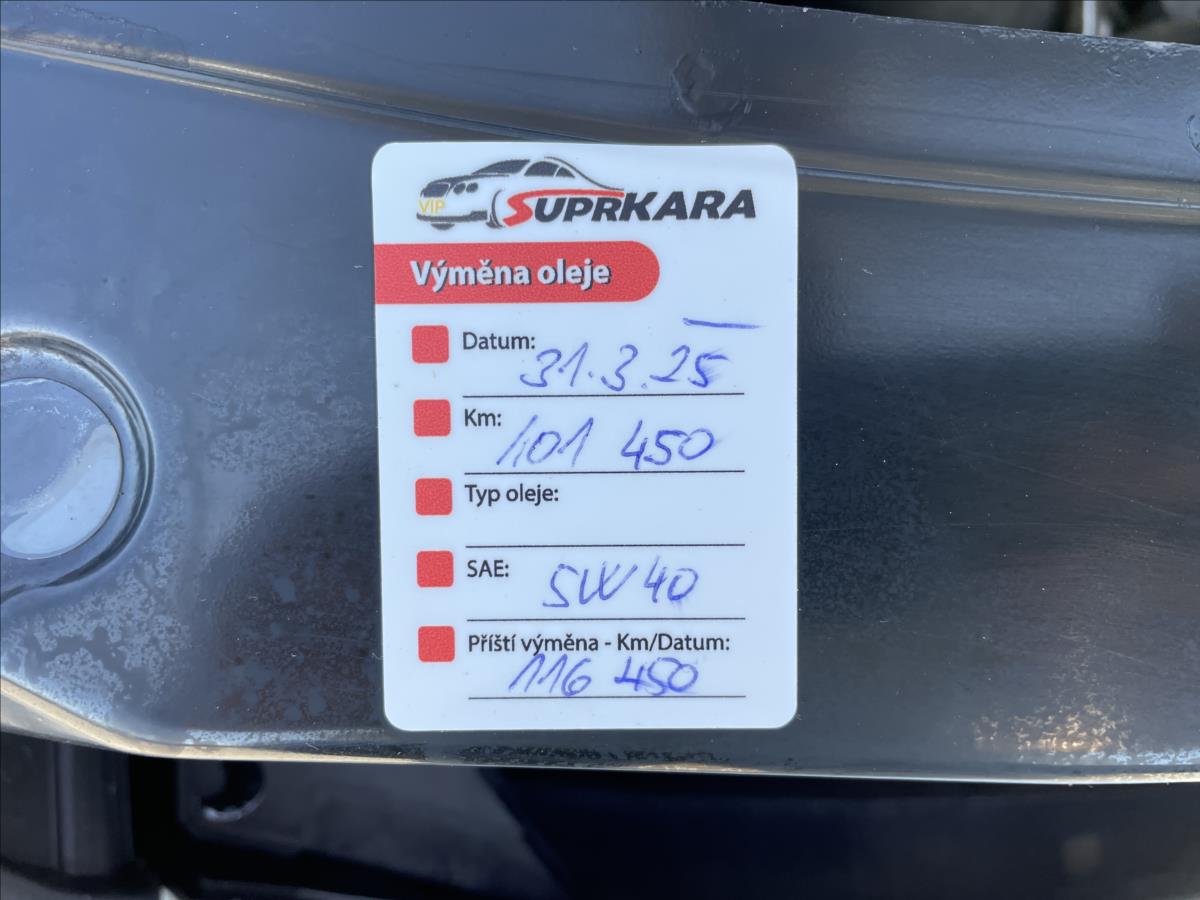 VIP
SUPRKARA
Výměna oleje
Datum: 31.3.25
Km: 101 450
Typ oleje:
SAE: 5W40
Příští výměna - Km/Datum:
116 450